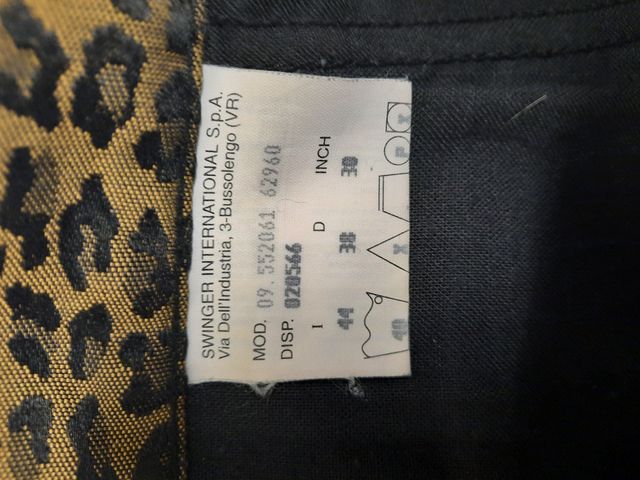 SWINGER INTERNATIONAL S.p.A.
Via Dell'Industria, 3-Bussolengo (VR)
MOD. 09.552061 62960
DISP. 020566
I D INCH
44 38 30
40 X P X